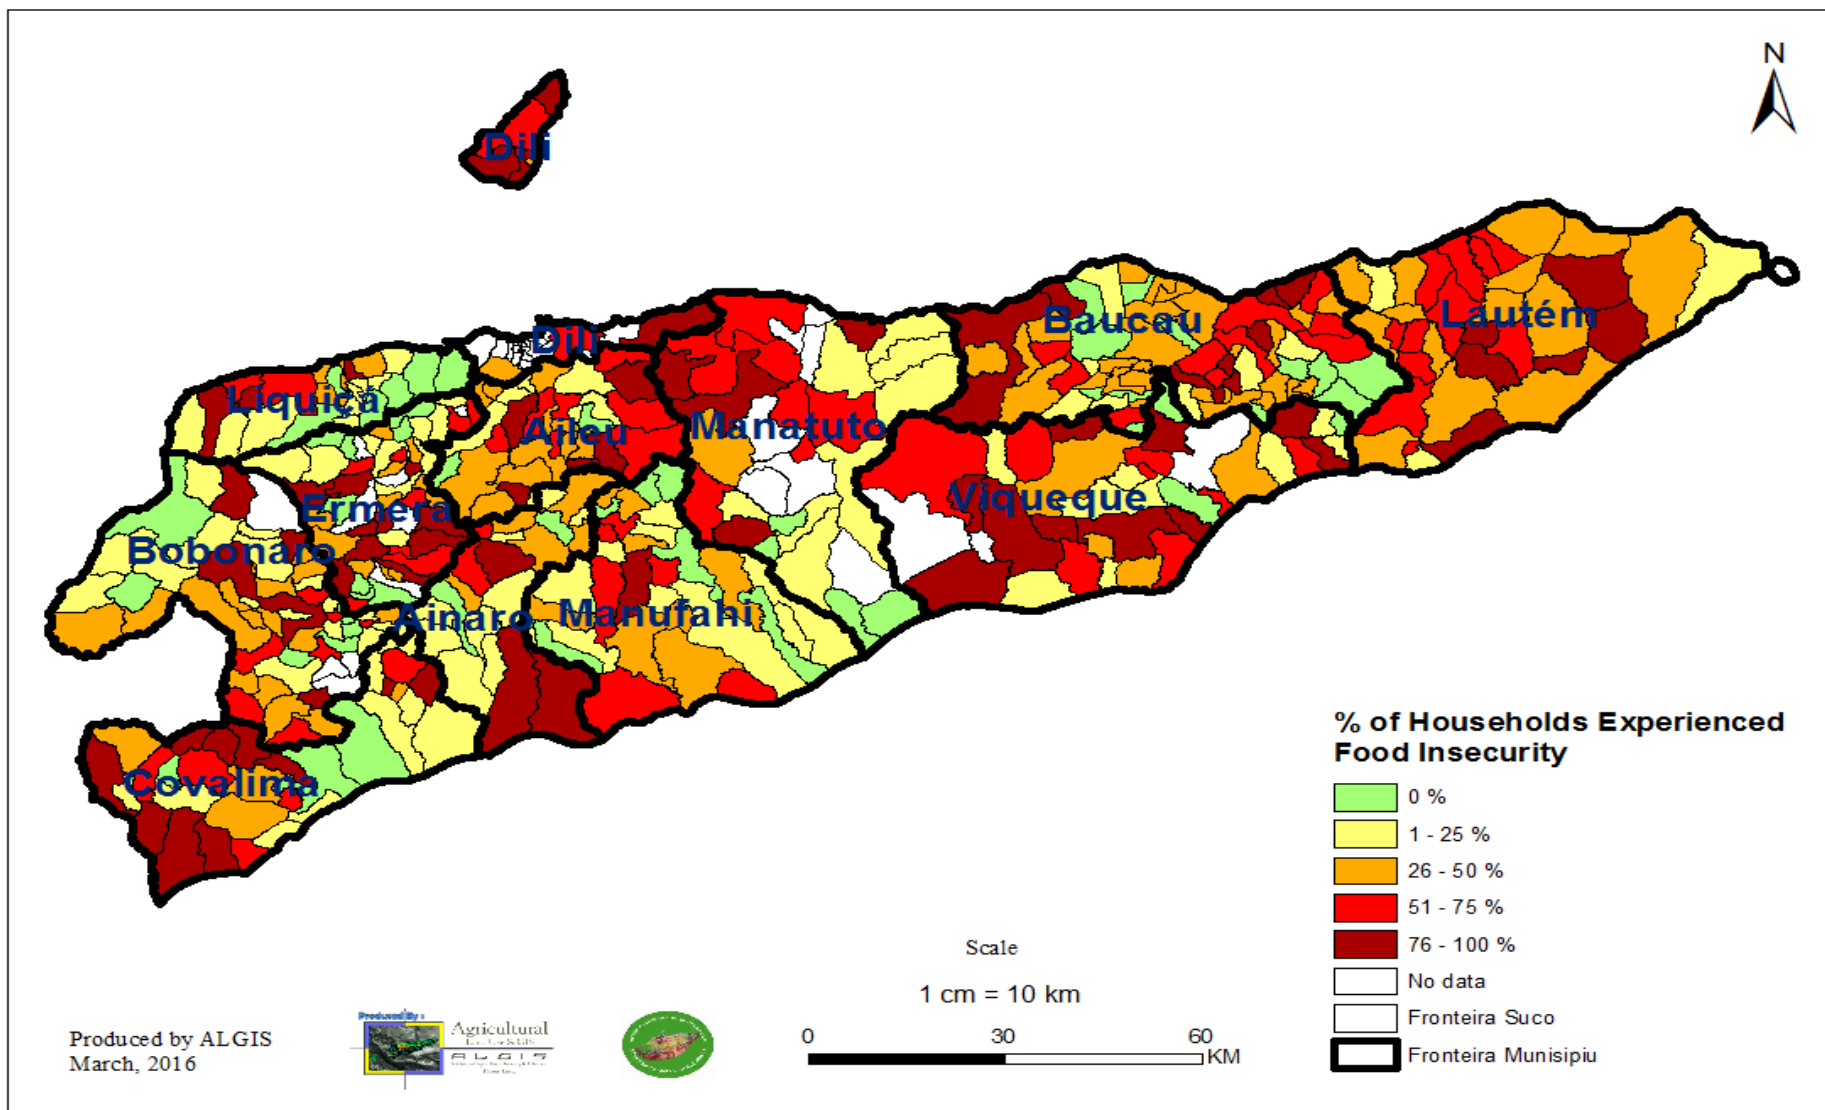 N
Dili
Baucau
Lautém
Dili
Liquiçá
Aileu
Manatuto
Viqueque
Ermera
Bobonaro
Ainaro
Manufahi
Covalima
% of Households Experienced
Food Insecurity
0 %
1 - 25 %
26 - 50 %
51 - 75 %
76 - 100 %
No data
Fronteira Suco
Fronteira Munisipiu
Scale
1 cm = 10 km
0 30 60
KM
Produced by ALGIS
March, 2016
Produced By :
Agricultural
A L G I S